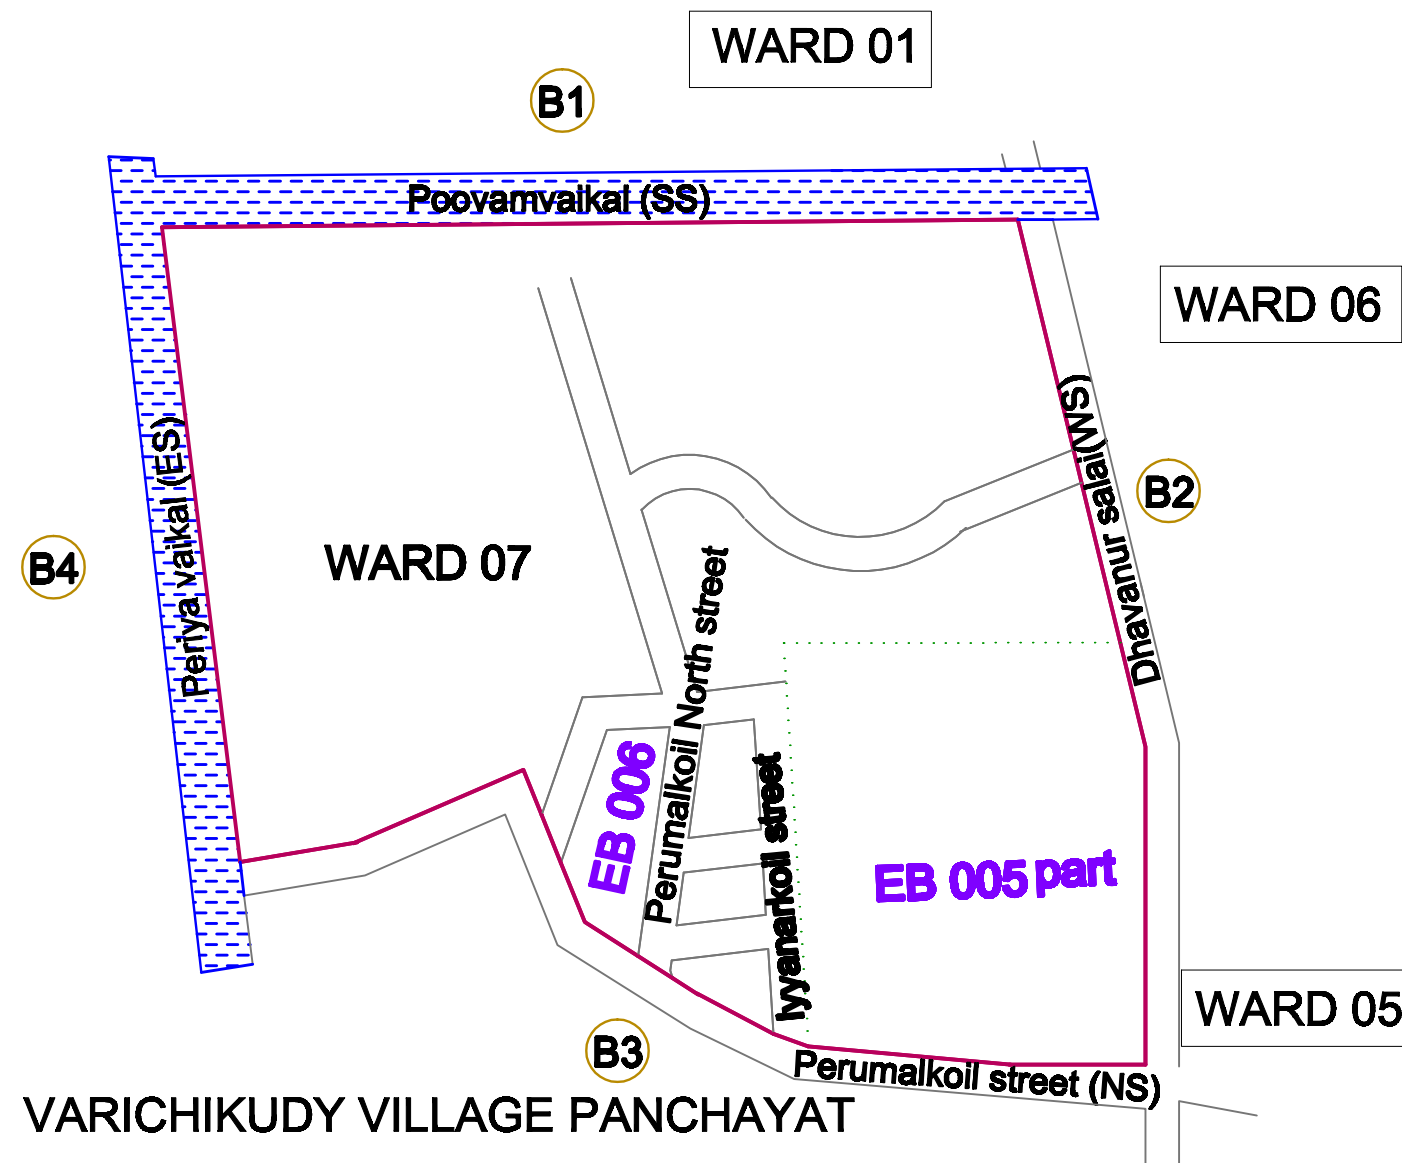 WARD 01
B1
Poovamvaikal (SS)
WARD 06
Dhavanur salai(WS)
B2
Periya vaikal (ES)
WARD 07
B4
Perumalkoil North street
EB 006
Iyyanarkoil street
EB 005 part
WARD 05
B3
Perumalkoil street (NS)
VARICHIKUDY VILLAGE PANCHAYAT